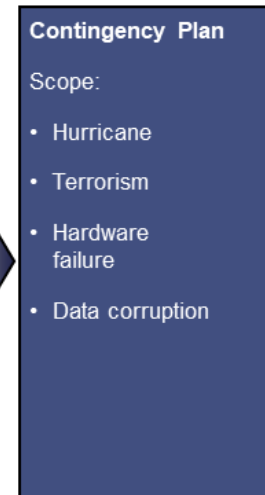 Contingency Plan
Scope:
• Hurricane
• Terrorism
• Hardware
failure
• Data corruption